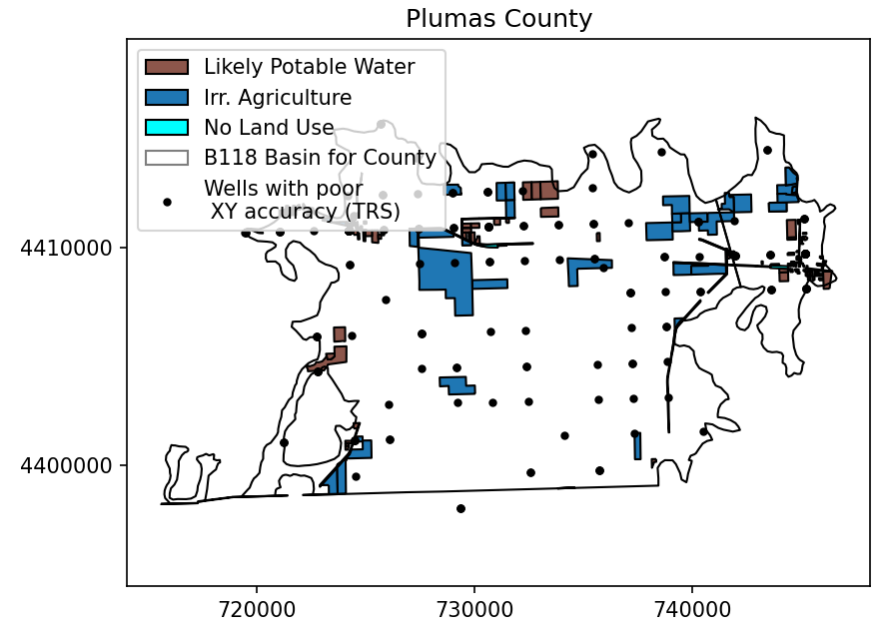 Plumas County
Likely Potable Water
Irr. Agriculture
No Land Use
B118 Basin for County
Wells with poor
XY accuracy (TRS)
4410000
4400000
720000
730000
740000